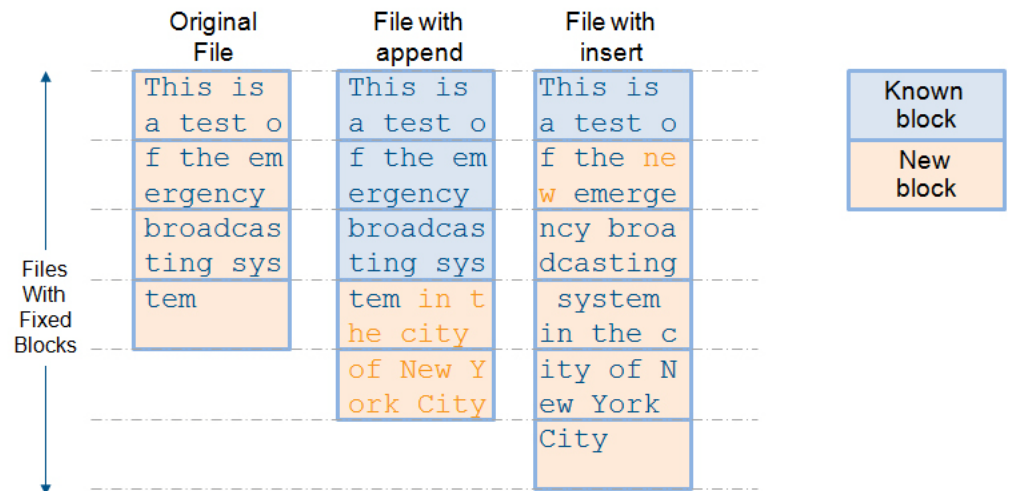 Original
File
File with
append
File with
insert
This is
a test o
f the em
ergency
broadcas
ting sys
tem
This is
a test o
f the em
ergency
broadcas
ting sys
tem in t
he city
of New Y
ork City
This is
a test o
f the ne
w emerge
ncy broa
dcasting
system
in the c
ity of N
ew York
City
Known
block
New
block
Files
With
Fixed
Blocks